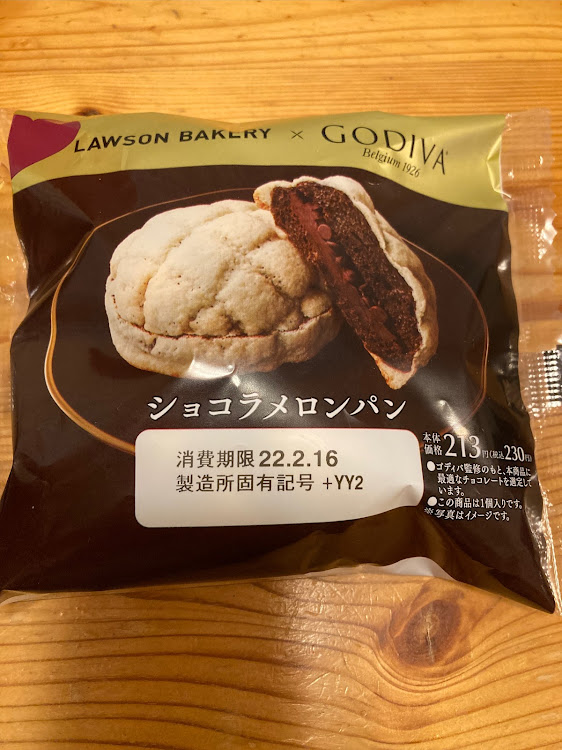 LAWSON BAKERY × GODIVA
Belgium 1926
ショコラメロンパン
本体価格 213円(税込230円)
消費期限 22.2.16
製造所固有記号 +YY2
●ゴディバ監修のもと、本商品に
最適なチョコレートを選定して
います。
●この商品は1個入りです。
※写真はイメージです。